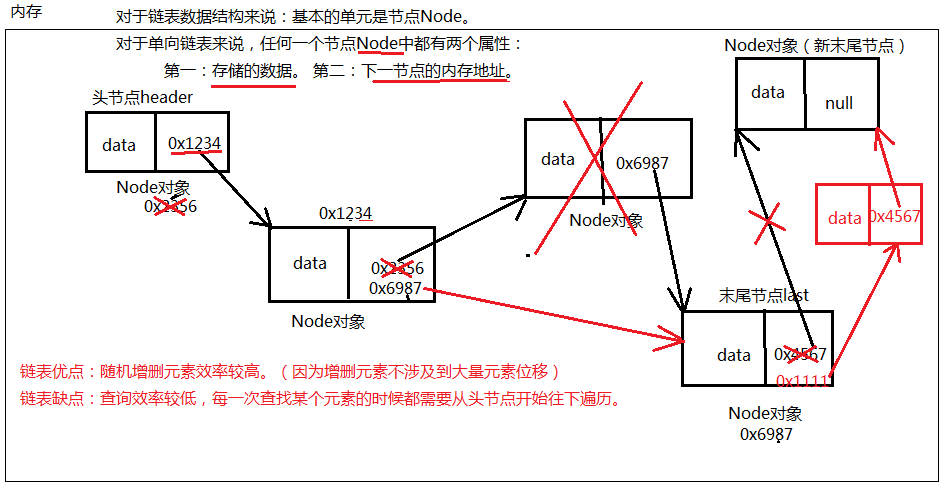 内存
对于链表数据结构来说：基本的单元是节点Node。
对于单向链表来说，任何一个节点Node中都有两个属性：
第一：存储的数据。 第二：下一节点的内存地址。
头节点header
data 0x1234
Node对象
0x2356
0x1234
data 0x2356
0x6987
Node对象
data 0x6987
Node对象
Node对象（新末尾节点）
data null
data 0x4567
末尾节点last
data 0x4567
0x1111
Node对象
0x6987
链表优点：随机增删元素效率较高。（因为增删元素不涉及到大量元素位移）
链表缺点：查询效率较低，每一次查找某个元素的时候都需要从头节点开始往下遍历。